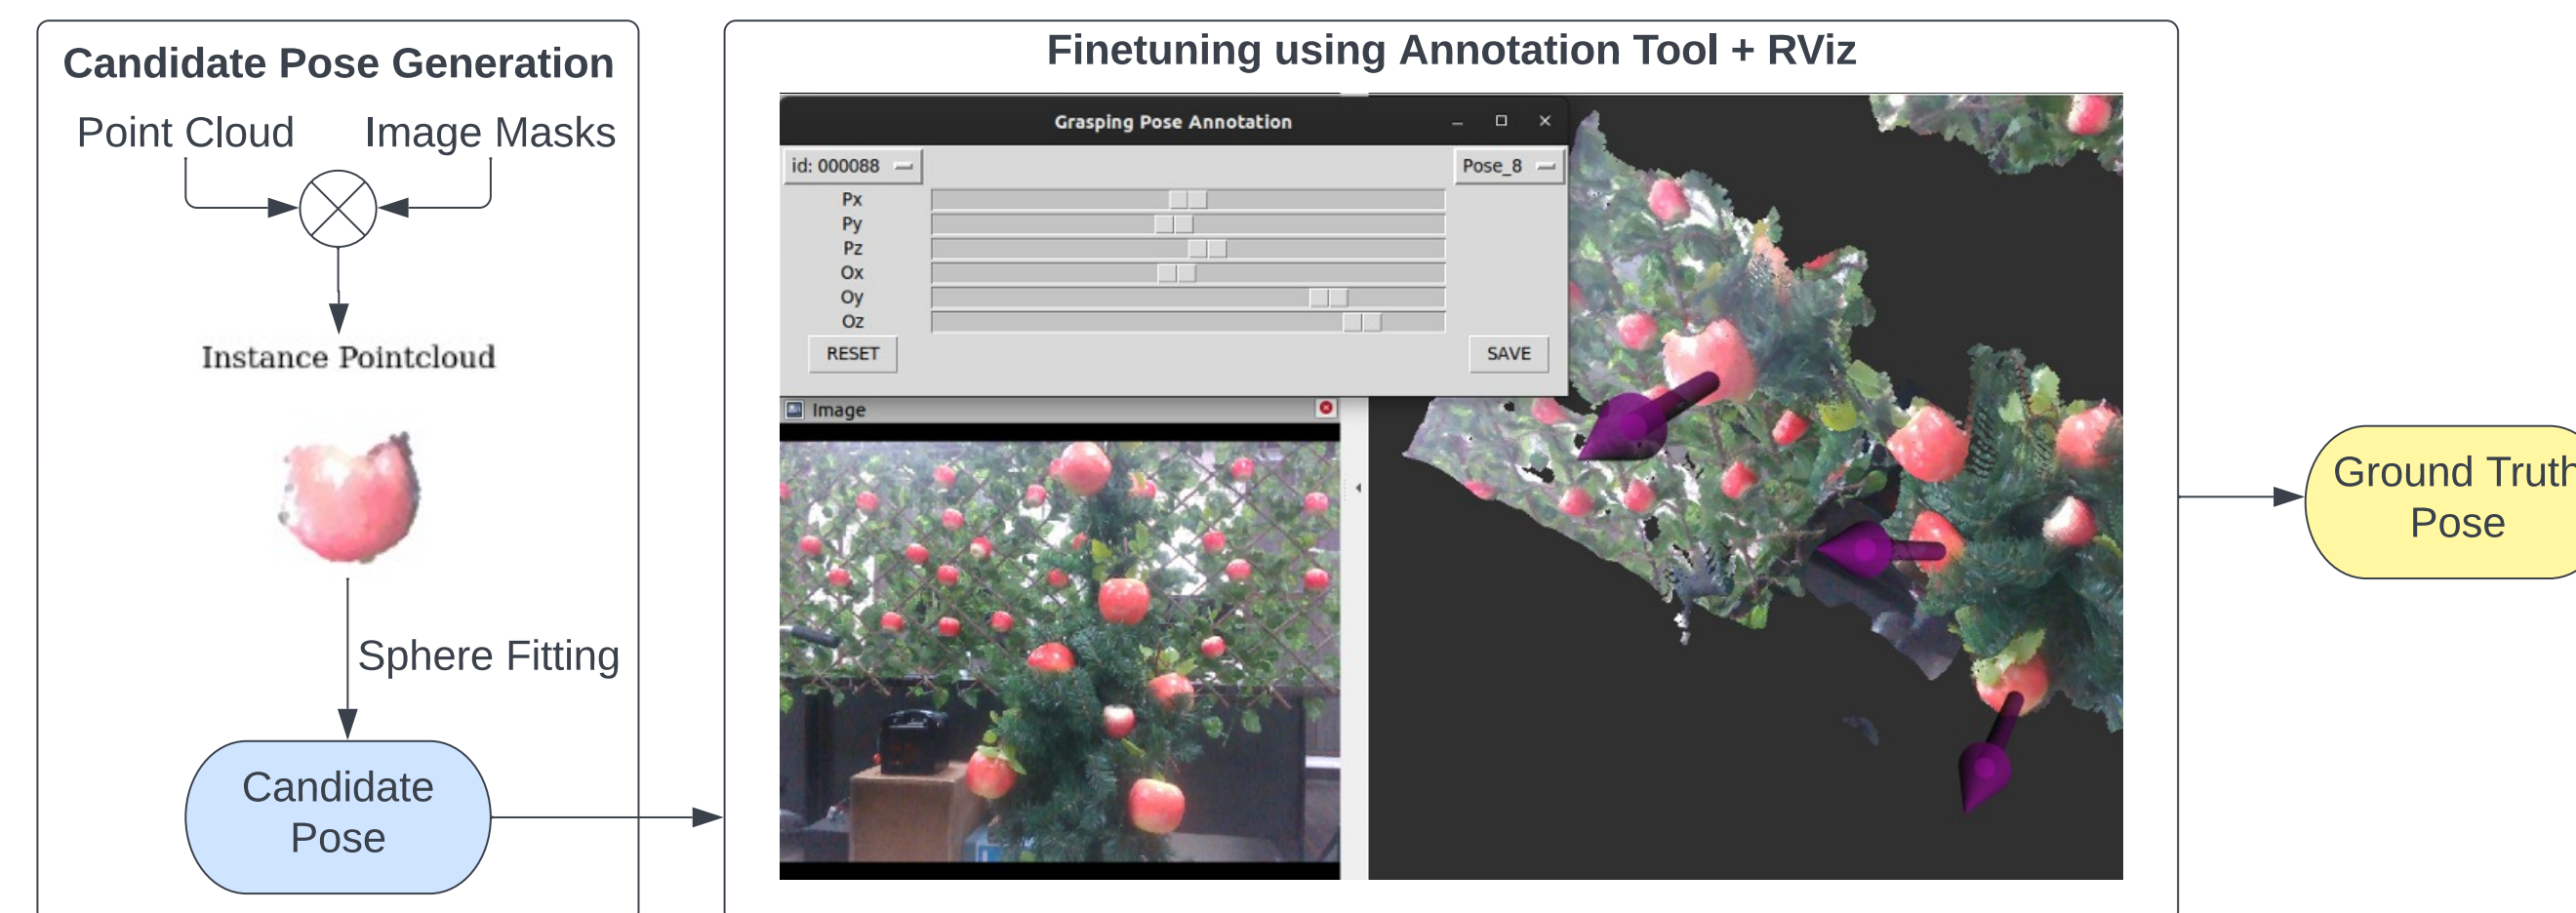 Candidate Pose Generation
Point Cloud
Image Masks
Instance Pointcloud
Sphere Fitting
Candidate
Pose
Finetuning using Annotation Tool + RViz
Grasping Pose Annotation
id: 000088
Pose_8
Px
Py
Pz
Ox
Oy
Oz
RESET
SAVE
Image
Ground Truth
Pose